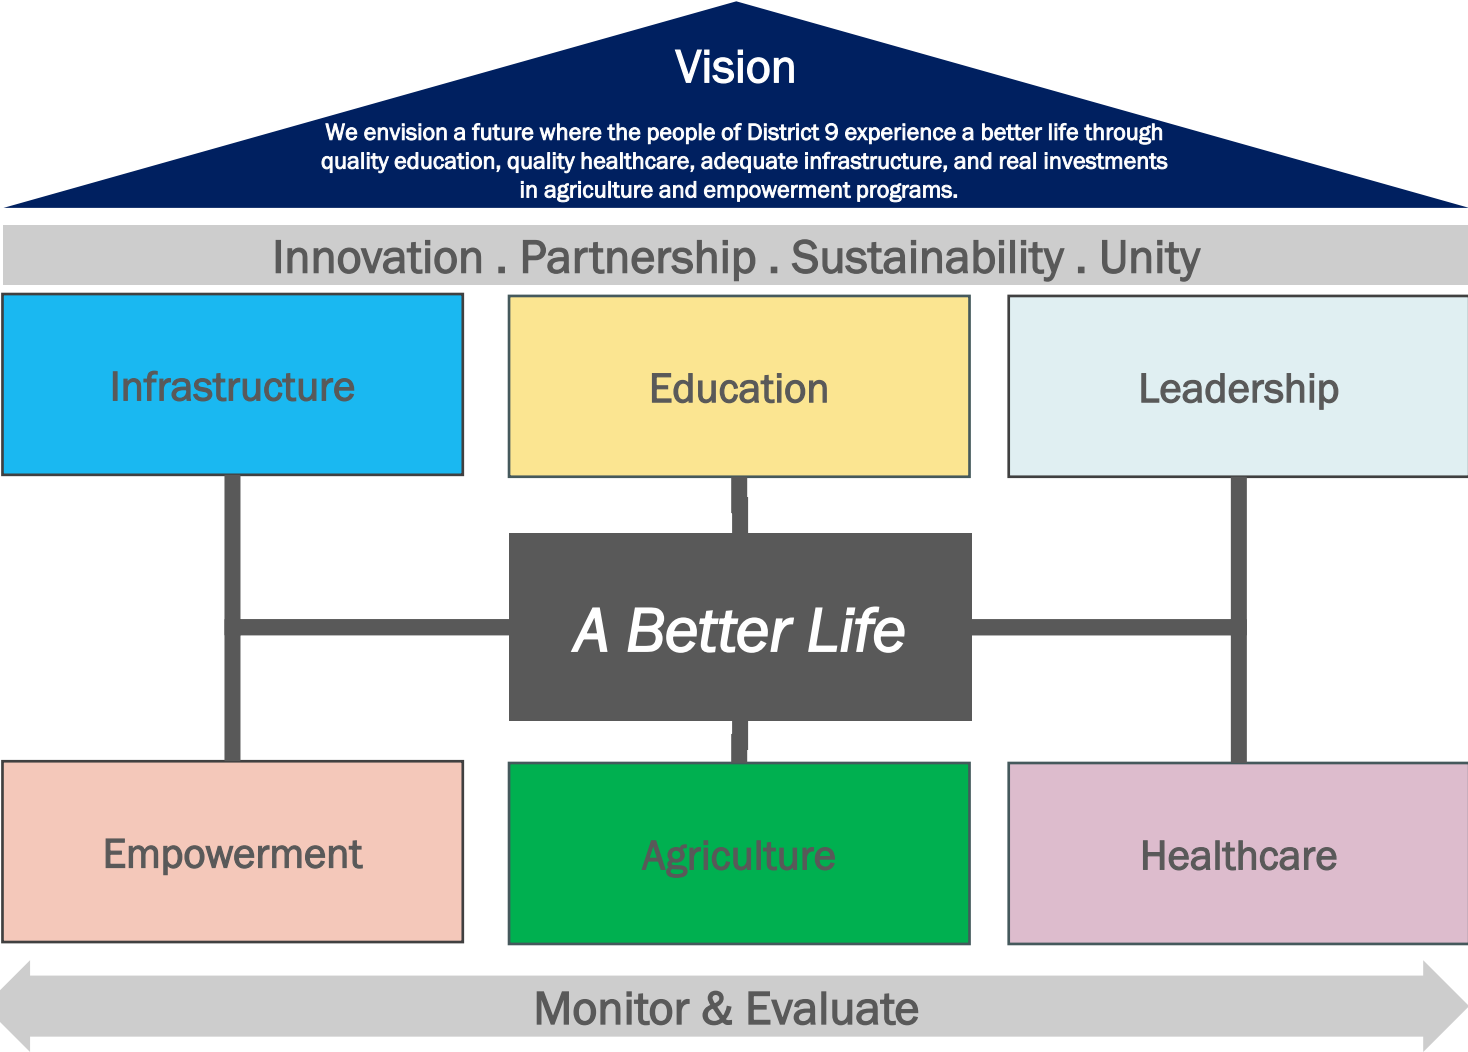 Vision
We envision a future where the people of District 9 experience a better life through
quality education, quality healthcare, adequate infrastructure, and real investments
in agriculture and empowerment programs.
Innovation . Partnership . Sustainability . Unity
Infrastructure
Education
Leadership
A Better Life
Empowerment
Agriculture
Healthcare
Monitor & Evaluate